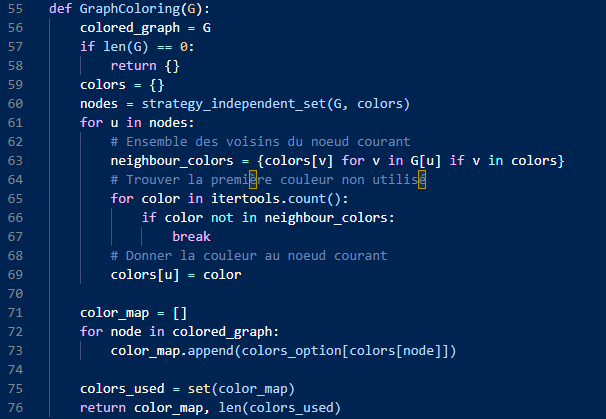 55 def GraphColoring(G):
56     colored_graph = G
57     if len(G) == 0:
58         return {}
59     colors = {}
60     nodes = strategy_independent_set(G, colors)
61     for u in nodes:
62         # Ensemble des voisins du noeud courant
63         neighbour_colors = {colors[v] for v in G[u] if v in colors}
64         # Trouver la première couleur non utilisé
65         for color in itertools.count():
66             if color not in neighbour_colors:
67                 break
68         # Donner la couleur au noeud courant
69         colors[u] = color
70
71     color_map = []
72     for node in colored_graph:
73         color_map.append(colors_option[colors[node]])
74
75     colors_used = set(color_map)
76     return color_map, len(colors_used)